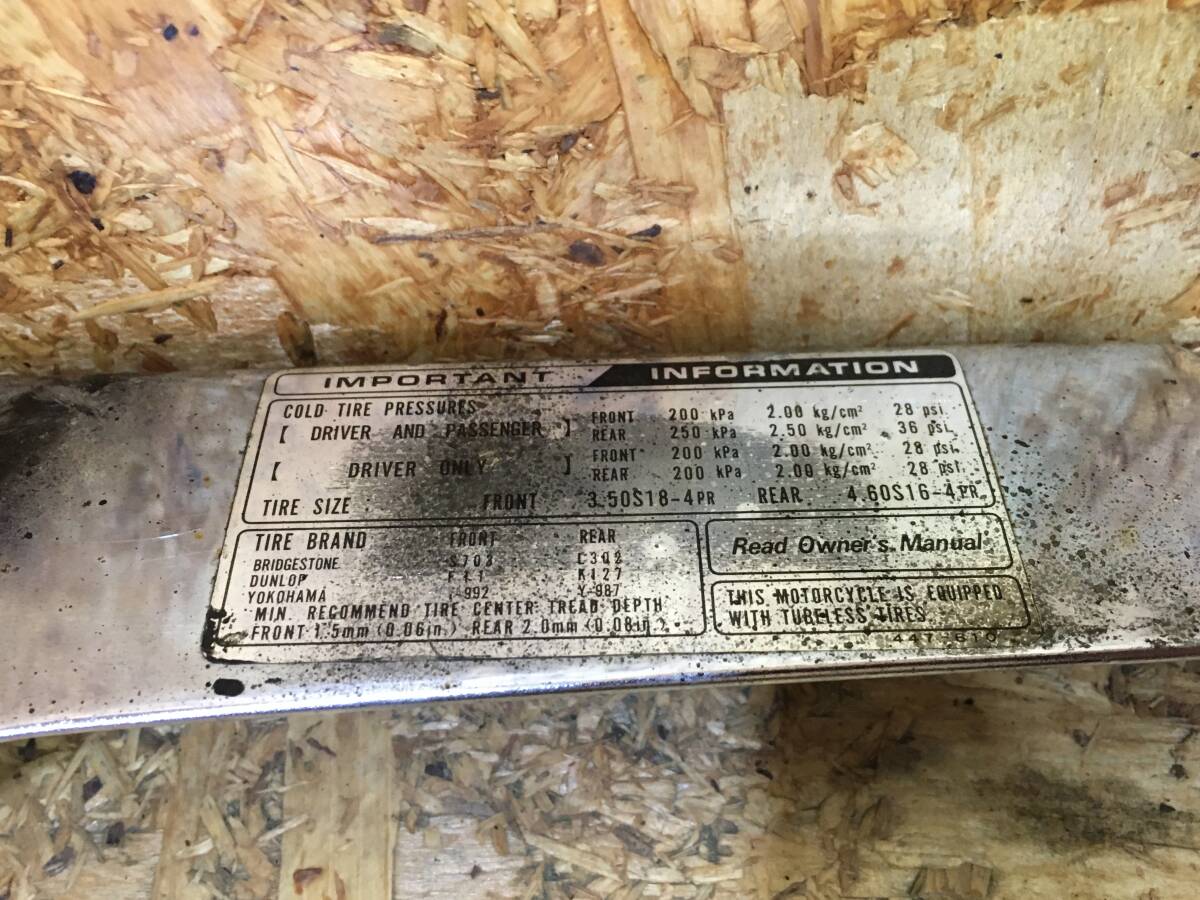 IMPORTANT INFORMATION
COLD TIRE PRESSURES
[ DRIVER AND PASSENGER ] FRONT 200 kPa 2.00 kg/cm² 28 psi.
REAR 250 kPa 2.50 kg/cm² 36 psi.
[ DRIVER ONLY ] FRONT 200 kPa 2.00 kg/cm² 28 psi.
REAR 200 kPa 2.00 kg/cm² 28 psi.
TIRE SIZE FRONT 3.50S18-4PR REAR 4.60S16-4PR
TIRE BRAND FRONT REAR
BRIDGESTONE S703 C302
DUNLOP F11 K127
YOKOHAMA Y-987
MIN. RECOMMEND TIRE CENTER TREAD DEPTH
FRONT 1.5mm (0.06in.) REAR 2.0mm (0.08in.)
Read Owner's Manual
THIS MOTORCYCLE IS EQUIPPED
WITH TUBELESS TIRES